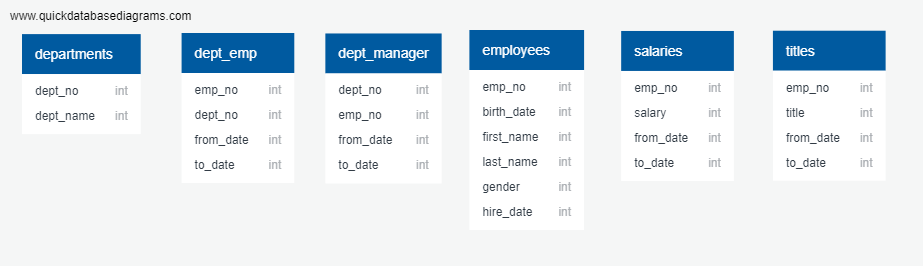 www.quickdatabasediagrams.com
departments
dept_no int
dept_name int
dept_emp
emp_no int
dept_no int
from_date int
to_date int
dept_manager
dept_no int
emp_no int
from_date int
to_date int
employees
emp_no int
birth_date int
first_name int
last_name int
gender int
hire_date int
salaries
emp_no int
salary int
from_date int
to_date int
titles
emp_no int
title int
from_date int
to_date int